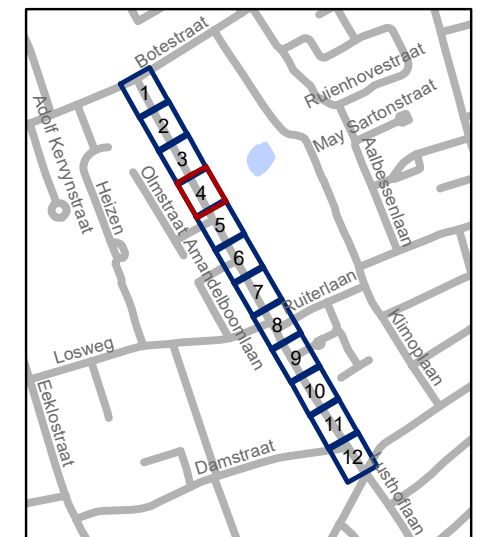 Botestraat
Ruienhovestraat
May Sartonstraat
Adolf Kervynstraat
Aalbessenlaan
Olmstraat
Heizen
Amandelboomlaan
Ruiterlaan
Klimoplaan
Losweg
Eeklostraat
Damstraat
Lusthoflaan
1
2
3
4
5
6
7
8
9
10
11
12